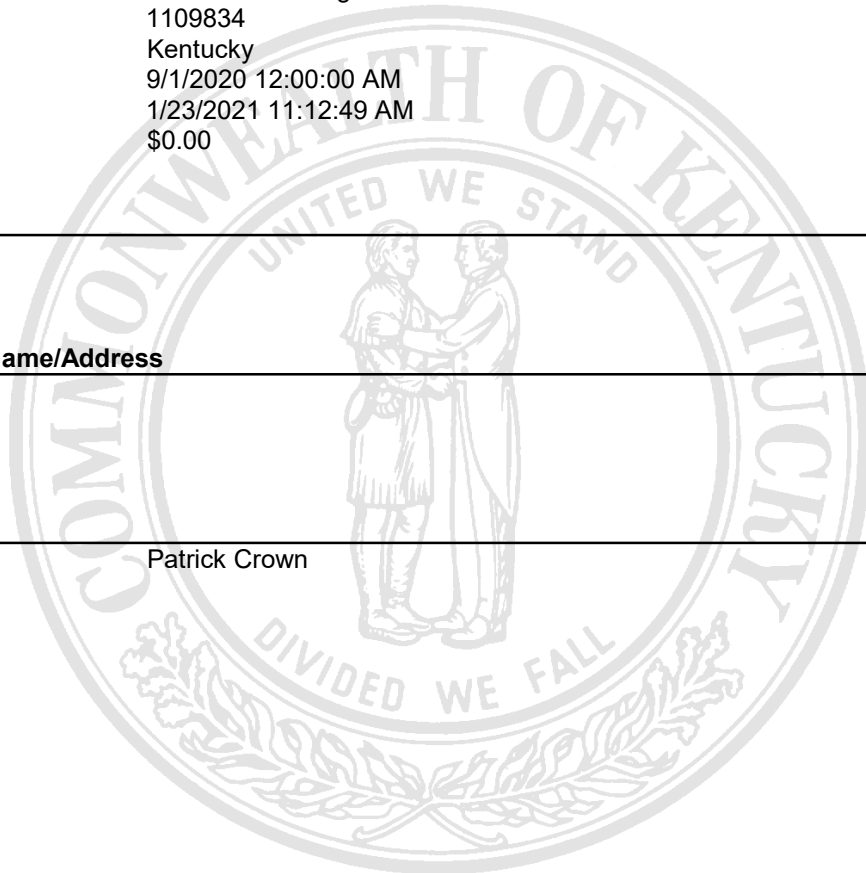 1109834
Kentucky
9/1/2020 12:00:00 AM
1/23/2021 11:12:49 AM
$0.00
COMMONWEALTH OF KENTUCKY
UNITED WE STAND
ame/Address
Patrick Crown
DIVIDED WE FALL